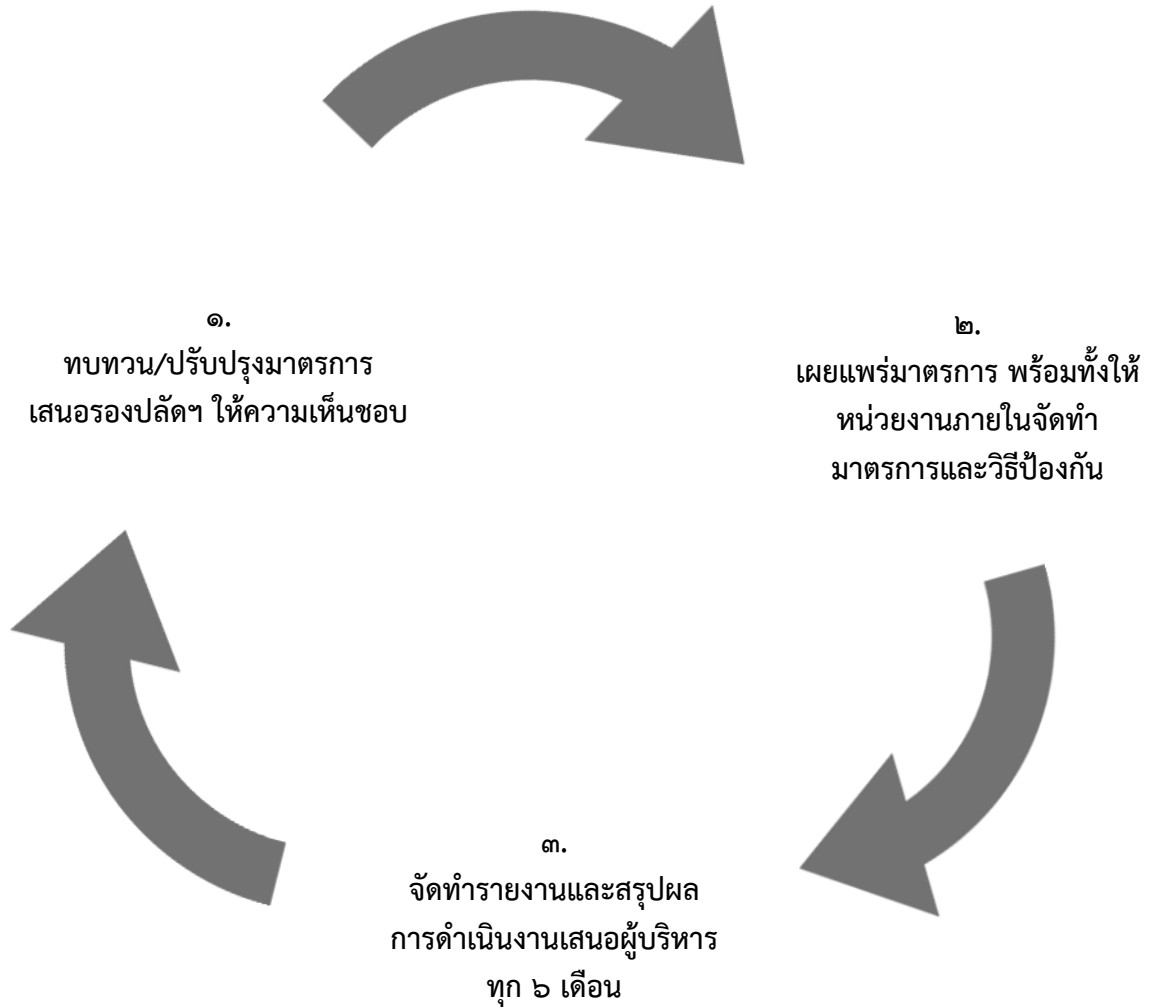 ๑.
ทบทวน/ปรับปรุงมาตรการ
เสนอรองปลัดฯ ให้ความเห็นชอบ
๒.
เผยแพร่มาตรการ พร้อมทั้งให้
หน่วยงานภายในจัดทำ
มาตรการและวิธีป้องกัน
๓.
จัดทำรายงานและสรุปผล
การดำเนินงานเสนอผู้บริหาร
ทุก ๖ เดือน